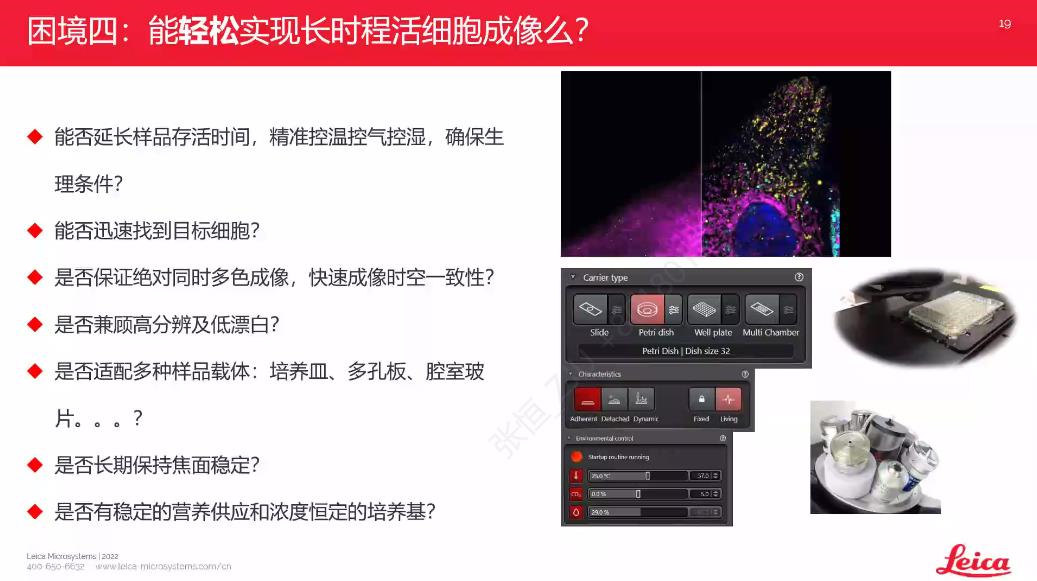 困境四：能轻松实现长时程活细胞成像么？
19
◆ 能否延长样品存活时间，精准控温控气控湿，确保生
理条件？
◆ 能否迅速找到目标细胞？
◆ 是否保证绝对同时多色成像，快速成像时空一致性？
◆ 是否兼顾高分辨及低漂白？
◆ 是否适配多种样品载体：培养皿、多孔板、腔室玻
片。。。？
◆ 是否长期保持焦面稳定？
◆ 是否有稳定的营养供应和浓度恒定的培养基？
Carrier type
Slide Petri dish Well plate Multi Chamber
Petri Dish | Dish size 32
Characteristics
Adherent Detached Dynamic Fixed Living
Environmental control
Startup routine running
25.0 °C 37.0
CO₂ 0.0 % 5.0
29.0 %
张恒
Leica Microsystems | 2022
400-650-6632 www.leica-microsystems.com/cn
Leica